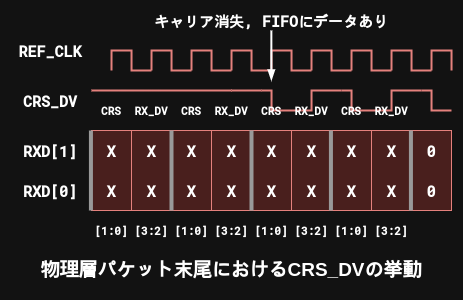 キャリア消失, FIFOにデータあり
REF_CLK
CRS_DV
CRS RX_DV CRS RX_DV CRS RX_DV CRS RX_DV
RXD[1] X X X X X X X X 0
RXD[0] X X X X X X X X 0
[1:0] [3:2] [1:0] [3:2] [1:0] [3:2] [1:0] [3:2]
物理層パケット末尾におけるCRS_DVの挙動